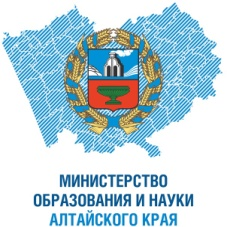 МИНИСТЕРСТВО
ОБРАЗОВАНИЯ И НАУКИ
АЛТАЙСКОГО КРАЯ